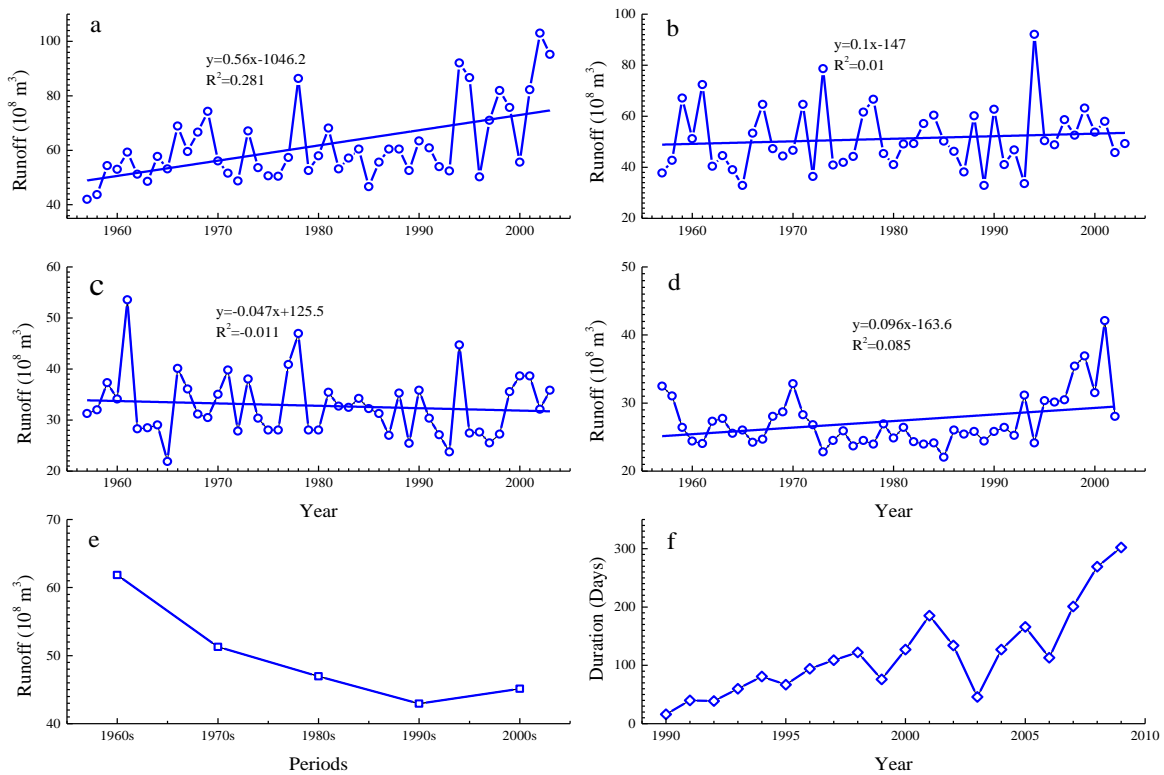 a
y=0.56x-1046.2
R²=0.281
100
80
60
40
Runoff (10⁸ m³)
1960 1970 1980 1990 2000
b
y=0.1x-147
R²=0.01
100
80
60
40
20
Runoff (10⁸ m³)
1960 1970 1980 1990 2000
c
y=-0.047x+125.5
R²=-0.011
60
50
40
30
20
Runoff (10⁸ m³)
1960 1970 1980 1990 2000
Year
d
y=0.096x-163.6
R²=0.085
50
40
30
20
Runoff (10⁸ m³)
1960 1970 1980 1990 2000
Year
e
70
60
50
40
Runoff (10⁸ m³)
1960s 1970s 1980s 1990s 2000s
Periods
f
300
200
100
0
Duration (Days)
1990 1995 2000 2005 2010
Year